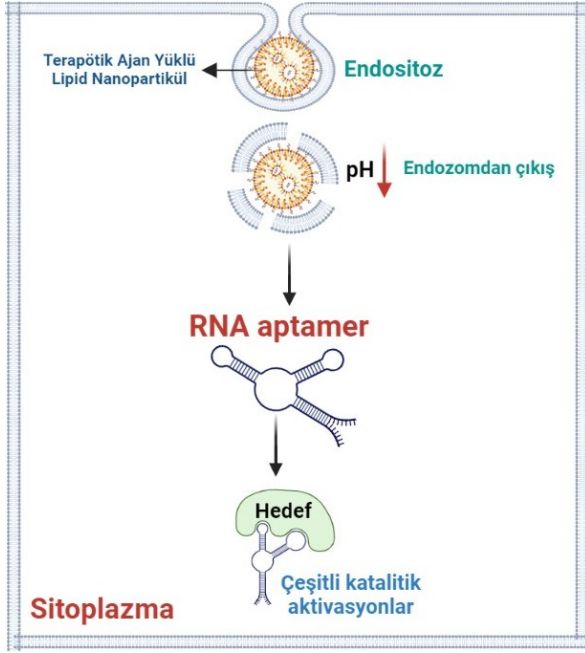 Terapötik Ajan Yüklü
Lipid Nanopartikül
Endositoz
pH
Endozomdan çıkış
RNA aptamer
Hedef
Çeşitli katalitik
aktivasyonlar
Sitoplazma